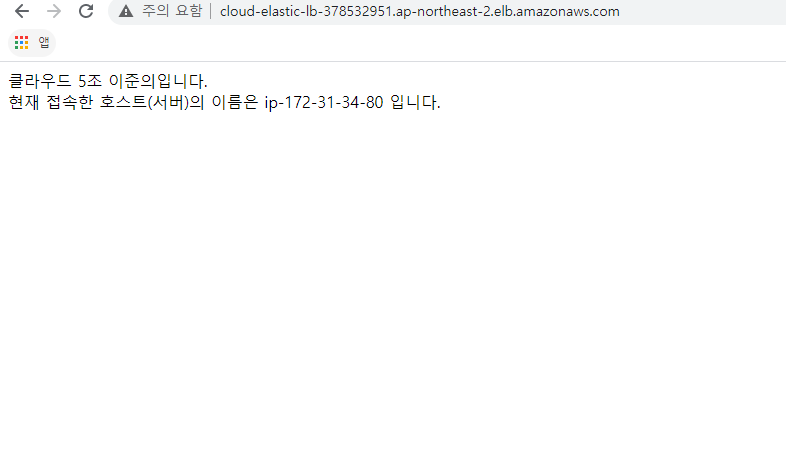 주의 요함 cloud-elastic-lb-378532951.ap-northeast-2.elb.amazonaws.com
앱
클라우드 5조 이준의입니다.
현재 접속한 호스트(서버)의 이름은 ip-172-31-34-80 입니다.